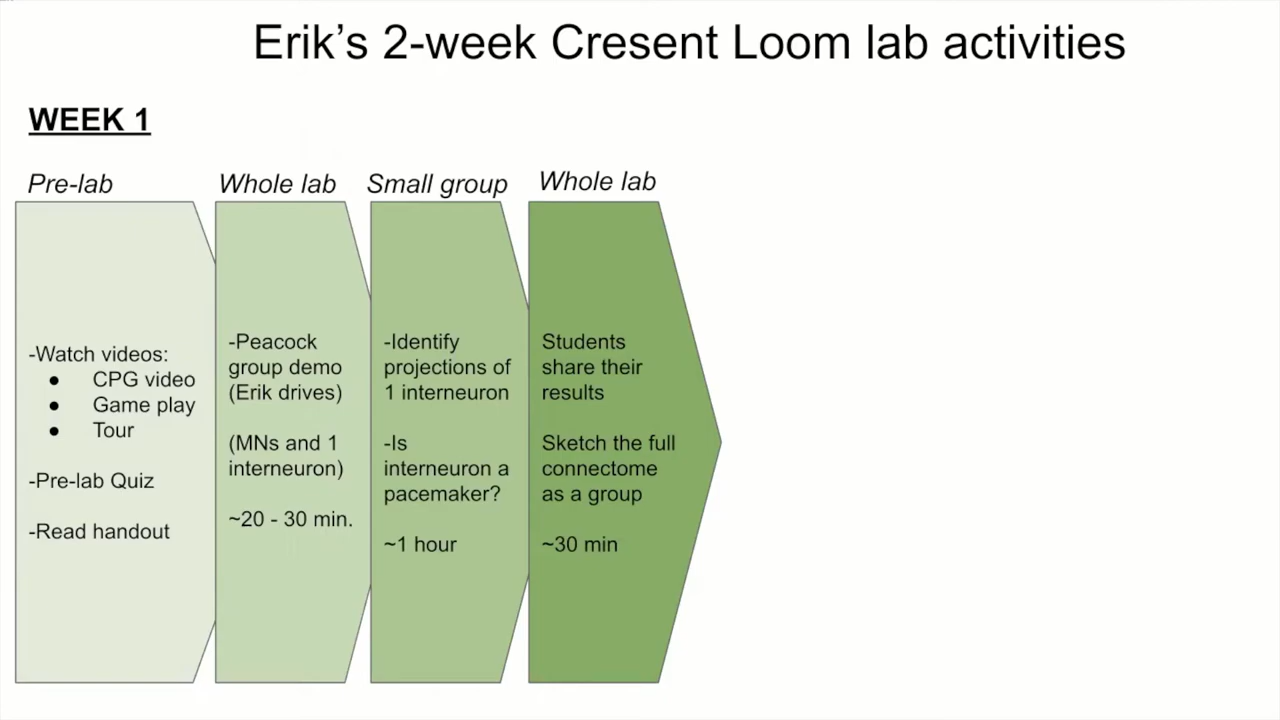 Erik's 2-week Cresent Loom lab activities
WEEK 1
Pre-lab
-Watch videos:
● CPG video
● Game play
● Tour
-Pre-lab Quiz
-Read handout
Whole lab
-Peacock
group demo
(Erik drives)
(MNs and 1
interneuron)
~20 - 30 min.
Small group
-Identify
projections of
1 interneuron
-Is
interneuron a
pacemaker?
~1 hour
Whole lab
Students
share their
results
Sketch the full
connectome
as a group
~30 min